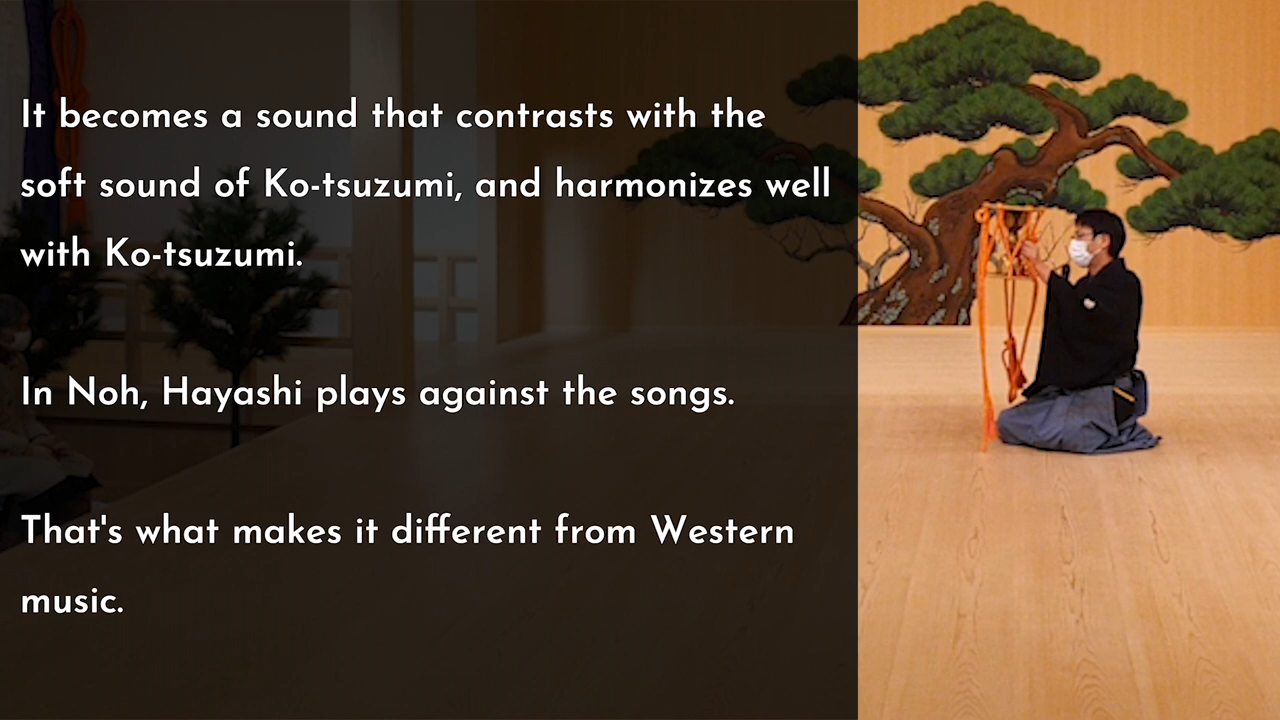 It becomes a sound that contrasts with the
soft sound of Ko-tsuzumi, and harmonizes well
with Ko-tsuzumi.
In Noh, Hayashi plays against the songs.
That's what makes it different from Western
music.